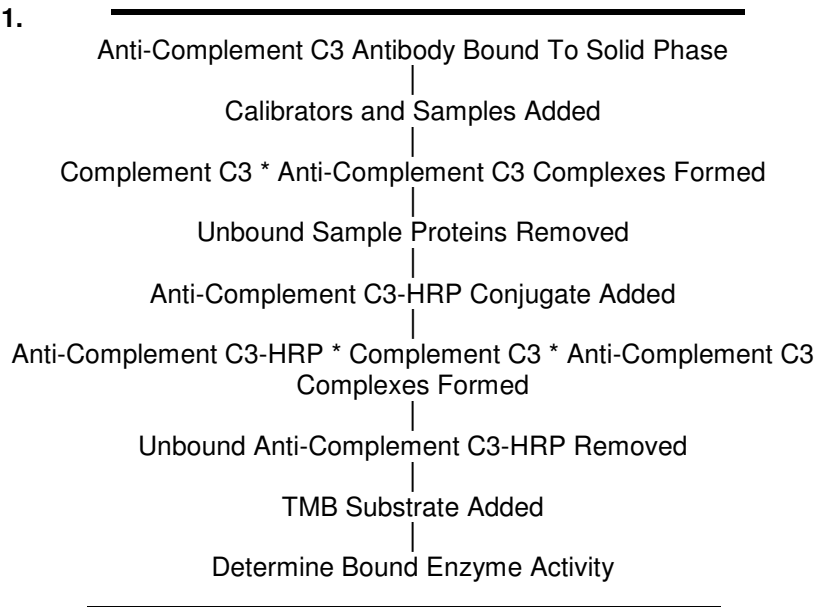 1.
Anti-Complement C3 Antibody Bound To Solid Phase
Calibrators and Samples Added
Complement C3 * Anti-Complement C3 Complexes Formed
Unbound Sample Proteins Removed
Anti-Complement C3-HRP Conjugate Added
Anti-Complement C3-HRP * Complement C3 * Anti-Complement C3
Complexes Formed
Unbound Anti-Complement C3-HRP Removed
TMB Substrate Added
Determine Bound Enzyme Activity